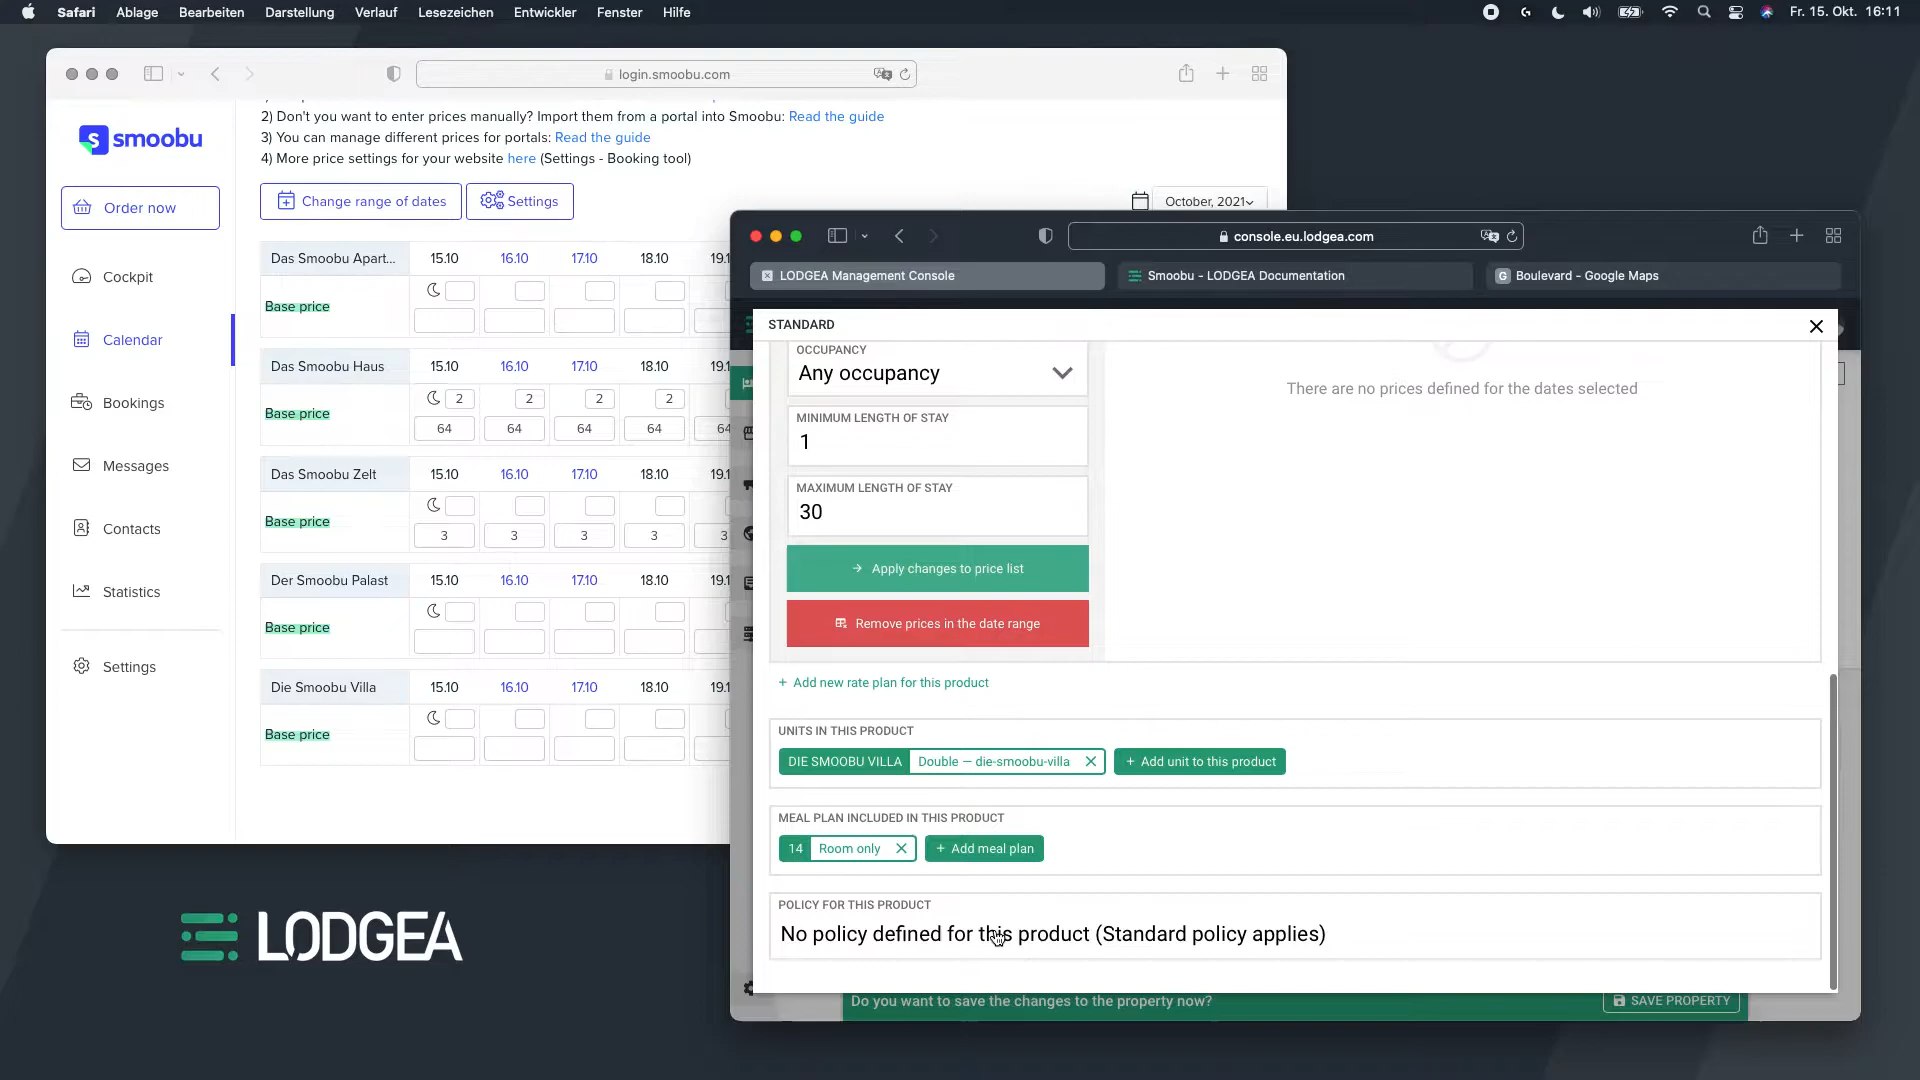 Safari Ablage Bearbeiten Darstellung Verlauf Lesezeichen Entwickler Fenster Hilfe Fr. 15. Okt. 16:11
login.smoobu.com
2) Don't you want to enter prices manually? Import them from a portal into Smoobu: Read the guide
3) You can manage different prices for portals: Read the guide
4) More price settings for your website here (Settings - Booking tool)
smoobu
Order now
Cockpit
Calendar
Bookings
Messages
Contacts
Statistics
Settings
Change range of dates Settings October, 2021
Das Smoobu Apart... 15.10 16.10 17.10 18.10 19.1
Base price
Das Smoobu Haus 15.10 16.10 17.10 18.10 19.1
Base price 2 2 2 2
64 64 64 64 64
Das Smoobu Zelt 15.10 16.10 17.10 18.10 19.1
Base price
3 3 3 3 3
Der Smoobu Palast 15.10 16.10 17.10 18.10 19.1
Base price
Die Smoobu Villa 15.10 16.10 17.10 18.10 19.1
Base price
LODGEA
console.eu.lodgea.com
LODGEA Management Console Smoobu - LODGEA Documentation G Boulevard - Google Maps
STANDARD
OCCUPANCY
Any occupancy
There are no prices defined for the dates selected
MINIMUM LENGTH OF STAY
1
MAXIMUM LENGTH OF STAY
30
Apply changes to price list
Remove prices in the date range
+ Add new rate plan for this product
UNITS IN THIS PRODUCT
DIE SMOOBU VILLA Double — die-smoobu-villa + Add unit to this product
MEAL PLAN INCLUDED IN THIS PRODUCT
14 Room only + Add meal plan
POLICY FOR THIS PRODUCT
No policy defined for this product (Standard policy applies)
Do you want to save the changes to the property now? SAVE PROPERTY